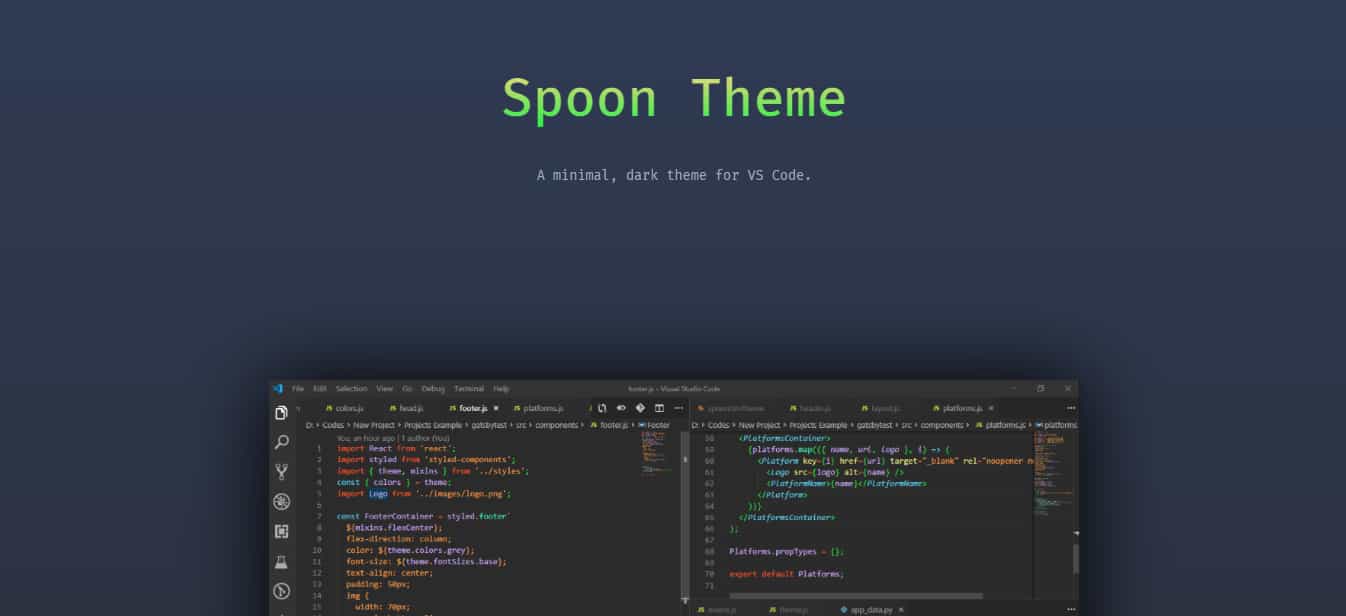 Spoon Theme
A minimal, dark theme for VS Code.
File Edit Selection View Go Debug Terminal Help
footer.js - Visual Studio Code
colors.js head.js footer.js platforms.js
D: > Codes > New Project > Projects Example > gatsbytest > src > components > footer.js > Footer
You, an hour ago | 1 author (You)
1 import React from 'react';
2 import styled from 'styled-components';
3 import { theme, mixins } from '../styles';
4 const { colors } = theme;
5 import Logo from '../images/logo.png';
6
7 const FooterContainer = styled.footer`
8 ${mixins.flexCenter};
9 flex-direction: column;
10 color: ${theme.colors.grey};
11 font-size: ${theme.fontSizes.base};
12 text-align: center;
13 padding: 50px;
14 img {
15 width: 70px;
header.js layout.js platforms.js
D: > Codes > New Project > Projects Example > gatsbytest > src > components > platforms.js > platforms
58 <PlatformsContainer>
59 {platforms.map(({ name, url, logo }, i) => (
60 <Platform key={i} href={url} target="_blank" rel="noopener n
61 <Logo src={logo} alt={name} />
62 <PlatformName>{name}</PlatformName>
63 </Platform>
64 ))}
65 </PlatformsContainer>
66 );
67
68 Platforms.propTypes = {};
69
70 export default Platforms;
71
theme.js app_data.py